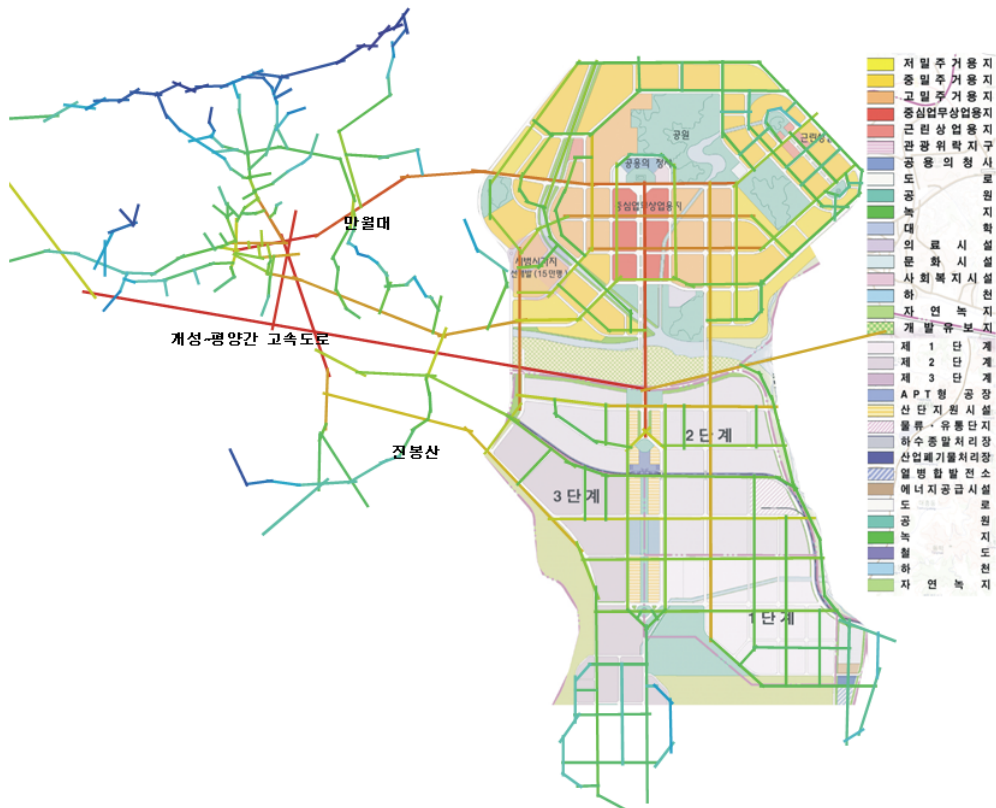 만월대
개성~평양간 고속도로
진봉산
공원
공용의 청사
중심업무상업용지
시범시가지
(15만평)
2단계
3단계
1단계
저밀주거용지
중밀주거용지
고밀주거용지
중심업무상업용지
근린상업용지
관광위락지구
공용의청사
도로
공원
녹지
대학
의료시설
문화시설
사회복지시설
하천
자연녹지
개발유보지
제1단계
제2단계
제3단계
APT형 공장
산단지원시설
물류·유통단지
하수종말처리장
산업폐기물처리장
열병합발전소
에너지공급시설
도로
공원
녹지
철도
하천
자연녹지